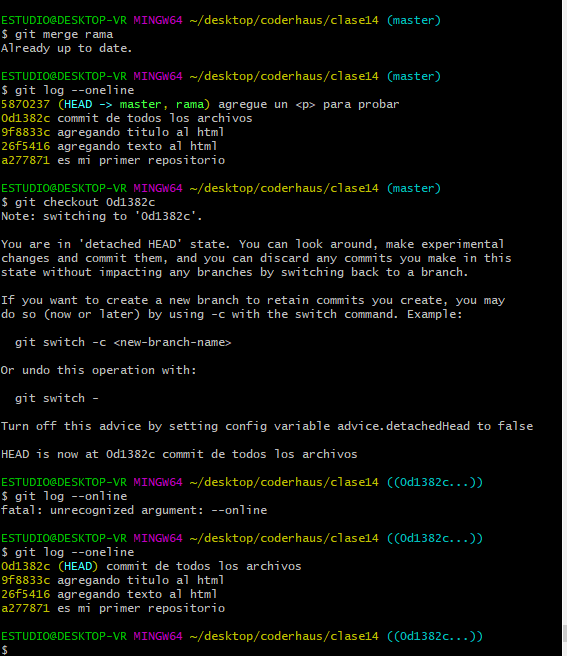 ESTUDIO@DESKTOP-VR MINGW64 ~/desktop/coderhaus/clase14 (master)
$ git merge rama
Already up to date.
ESTUDIO@DESKTOP-VR MINGW64 ~/desktop/coderhaus/clase14 (master)
$ git log --oneline
5870237 (HEAD -> master, rama) agregue un <p> para probar
0d1382c commit de todos los archivos
9f8833c agregando titulo al html
26f5416 agregando texto al html
a277871 es mi primer repositorio
ESTUDIO@DESKTOP-VR MINGW64 ~/desktop/coderhaus/clase14 (master)
$ git checkout 0d1382c
Note: switching to '0d1382c'.
You are in 'detached HEAD' state. You can look around, make experimental
changes and commit them, and you can discard any commits you make in this
state without impacting any branches by switching back to a branch.
If you want to create a new branch to retain commits you create, you may
do so (now or later) by using -c with the switch command. Example:
git switch -c <new-branch-name>
Or undo this operation with:
git switch -
Turn off this advice by setting config variable advice.detachedHead to false
HEAD is now at 0d1382c commit de todos los archivos
ESTUDIO@DESKTOP-VR MINGW64 ~/desktop/coderhaus/clase14 ((0d1382c...))
$ git log --online
fatal: unrecognized argument: --online
ESTUDIO@DESKTOP-VR MINGW64 ~/desktop/coderhaus/clase14 ((0d1382c...))
$ git log --oneline
0d1382c (HEAD) commit de todos los archivos
9f8833c agregando titulo al html
26f5416 agregando texto al html
a277871 es mi primer repositorio
ESTUDIO@DESKTOP-VR MINGW64 ~/desktop/coderhaus/clase14 ((0d1382c...))
$